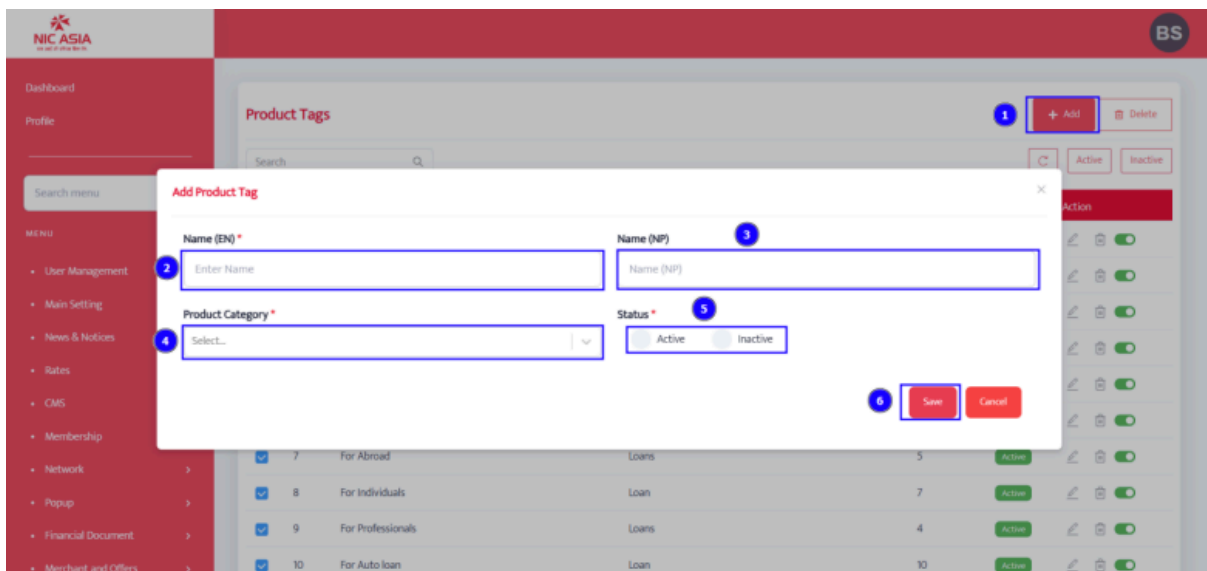 NIC ASIA
BS
Dashboard
Profile
Product Tags
1
+ Add
Delete
Search
Active
Inactive
Search menu
Add Product Tag
×
Action
MENU
Name (EN) *
Name (NP)
3
2
Enter Name
Name (NP)
User Management
Main Setting
Product Category *
Status *
5
4
Select...
Active
Inactive
News & Notices
Rates
CMS
6
Save
Cancel
Membership
Network
7 For Abroad Loans 5 Active
Popup
8 For Individuals Loan 7 Active
Financial Document
9 For Professionals Loans 4 Active
Merchant and Offers
10 For Auto loan Loan 10 Active